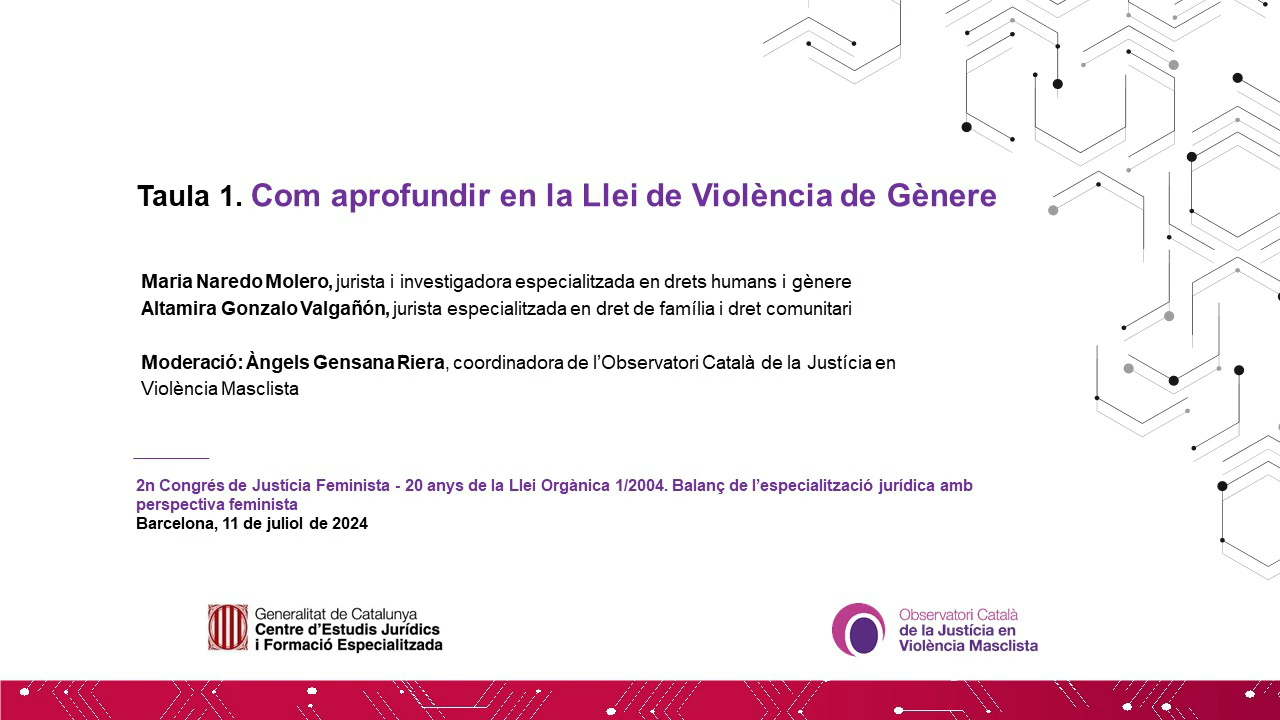 Taula 1. Com aprofundir en la Llei de Violència de Gènere
Maria Naredo Molero, jurista i investigadora especialitzada en drets humans i gènere
Altamira Gonzalo Valgañón, jurista especialitzada en dret de família i dret comunitari
Moderació: Àngels Gensana Riera, coordinadora de l’Observatori Català de la Justícia en
Violència Masclista
2n Congrés de Justícia Feminista - 20 anys de la Llei Orgànica 1/2004. Balanç de l’especialització jurídica amb
perspectiva feminista
Barcelona, 11 de juliol de 2024
Generalitat de Catalunya
Centre d’Estudis Jurídics
i Formació Especialitzada
Observatori Català
de la Justícia en
Violència Masclista